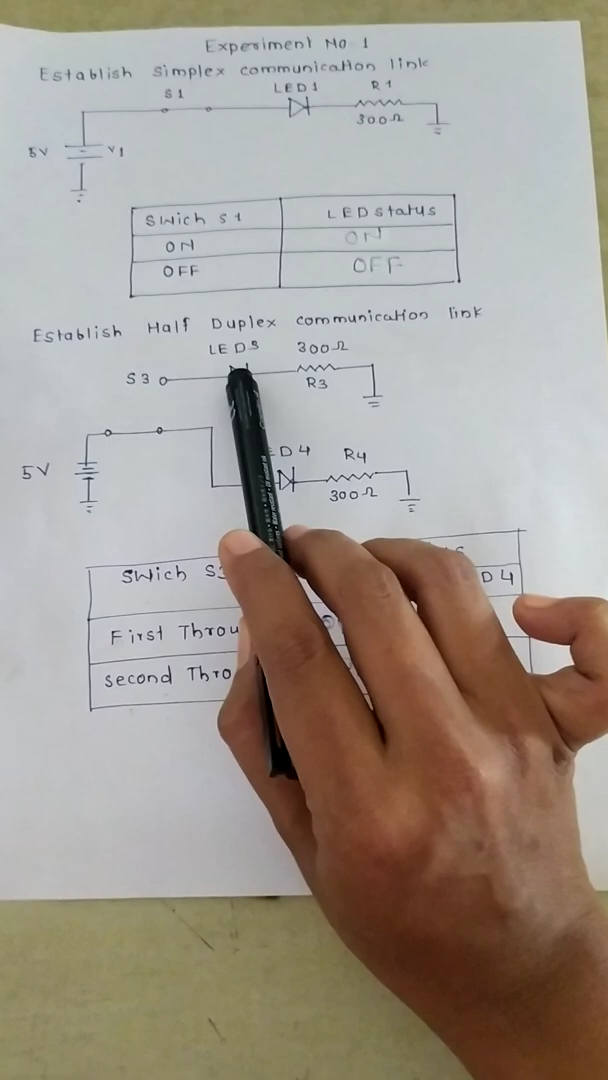 Experiment No 1
Establish simplex communication link
S1 LED1 R1
300Ω
5V V1
Swich S1 LED status
ON ON
OFF OFF
Establish Half Duplex communication link
LED3 300Ω
S3 R3
D4 R4
5V
300Ω
Swich D4
First
second